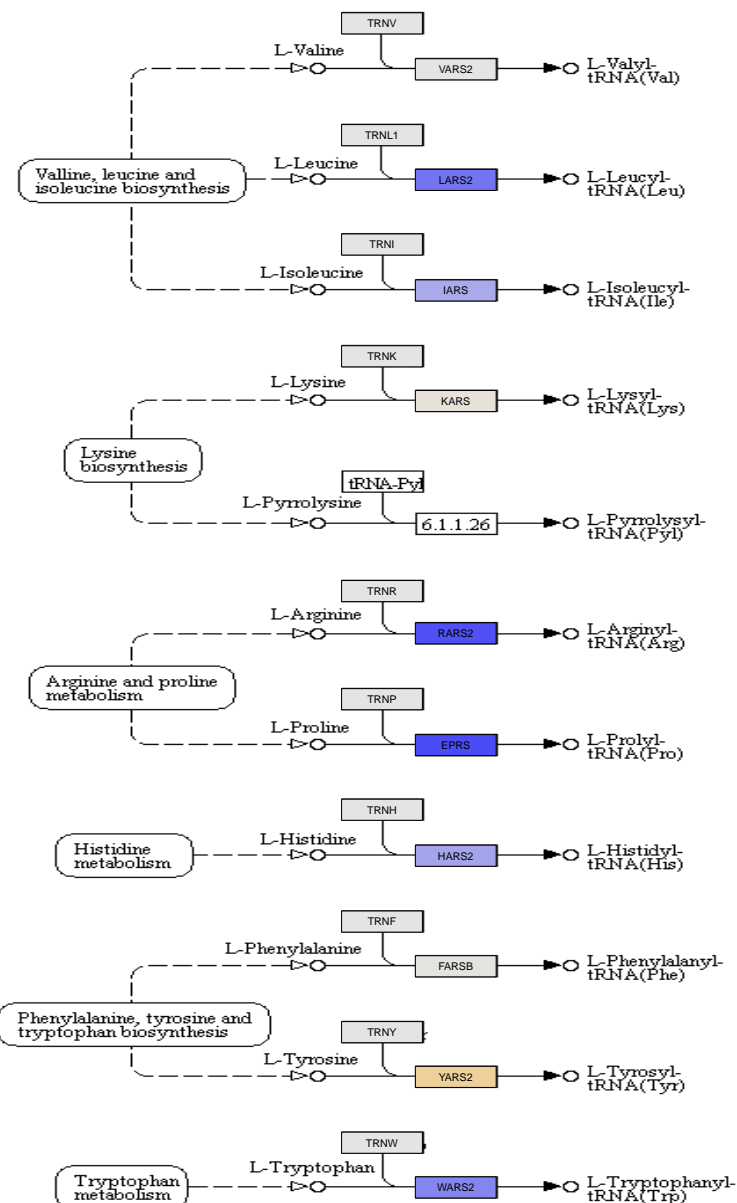 TRNV
L-Valine
VARS2
L-Valyl-
tRNA(Val)
TRNL1
Valline, leucine and
isoleucine biosynthesis
L-Leucine
LARS2
L-Leucyl-
tRNA(Leu)
TRNI
L-Isoleucine
IARS
L-Isoleucyl-
tRNA(Ile)
TRNK
L-Lysine
KARS
L-Lysyl-
tRNA(Lys)
Lysine
biosynthesis
tRNA-Pyl
L-Pyrrolysine
6.1.1.26
L-Pyrrolysyl-
tRNA(Pyl)
TRNR
L-Arginine
RARS2
L-Arginyl-
tRNA(Arg)
Arginine and proline
metabolism
TRNP
L-Proline
EPRS
L-Prolyl-
tRNA(Pro)
TRNH
Histidine
metabolism
L-Histidine
HARS2
L-Histidyl-
tRNA(His)
TRNF
L-Phenylalanine
FARSB
L-Phenylalanyl-
tRNA(Phe)
Phenylalanine, tyrosine and
tryptophan biosynthesis
TRNY
L-Tyrosine
YARS2
L-Tyrosyl-
tRNA(Tyr)
TRNW
Tryptophan
metabolism
L-Tryptophan
WARS2
L-Tryptophanyl-
tRNA(Trp)